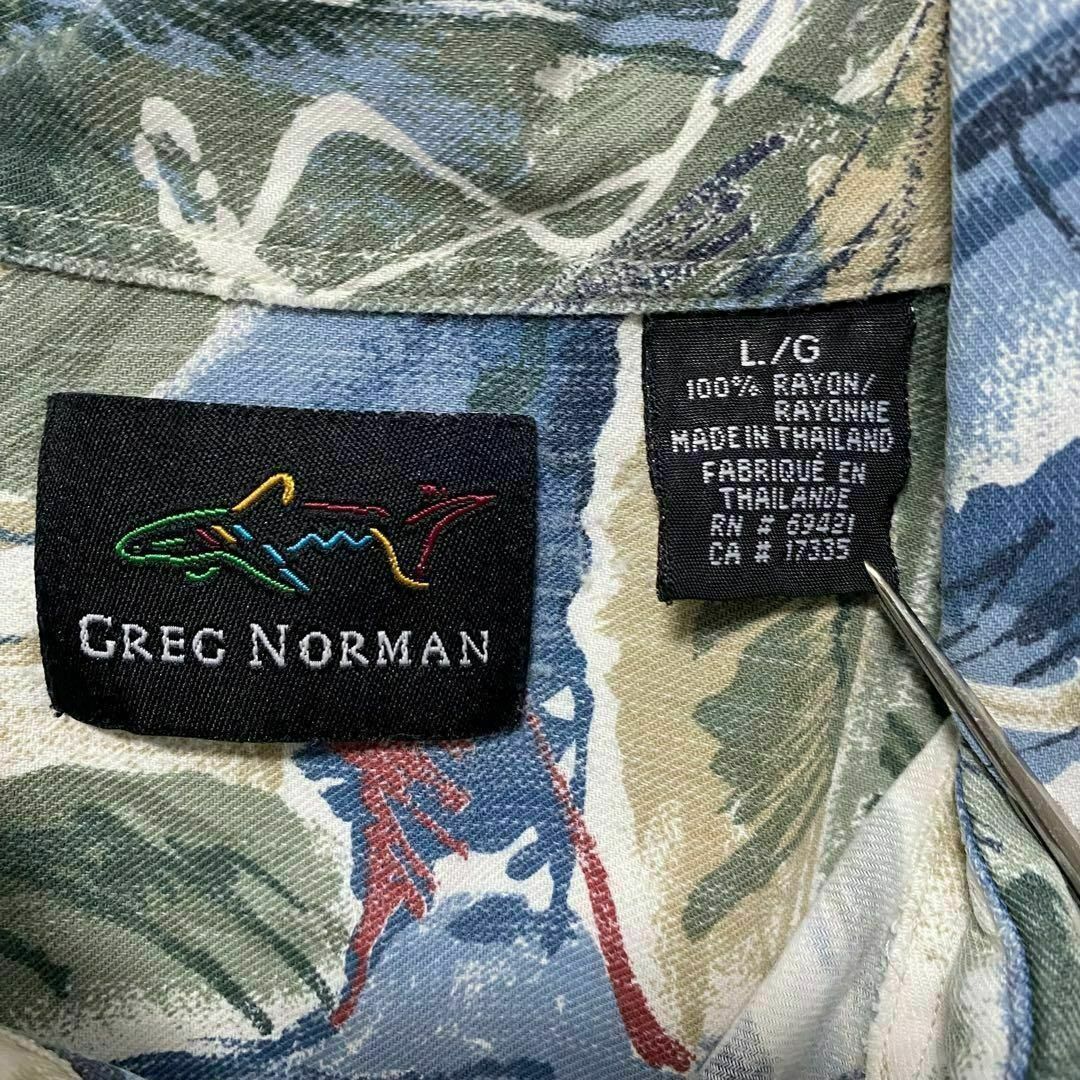 GREG NORMAN
L./G
100% RAYON/
RAYONNE
MADE IN THAILAND
FABRIQUÉ EN
THAILANDE
RN # 69421
CA # 17335